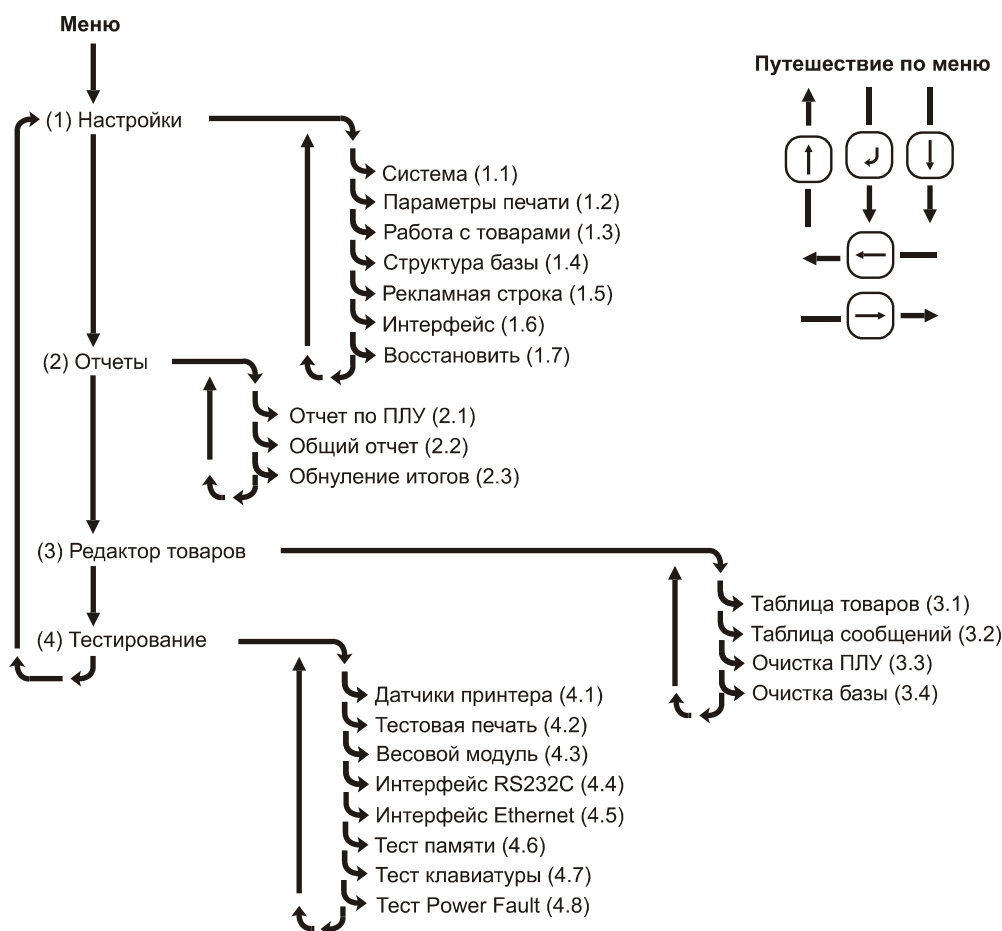 Меню
Путешествие по меню
(1) Настройки
Система (1.1)
Параметры печати (1.2)
Работа с товарами (1.3)
Структура базы (1.4)
Рекламная строка (1.5)
Интерфейс (1.6)
Восстановить (1.7)
(2) Отчеты
Отчет по ПЛУ (2.1)
Общий отчет (2.2)
Обнуление итогов (2.3)
(3) Редактор товаров
Таблица товаров (3.1)
Таблица сообщений (3.2)
Очистка ПЛУ (3.3)
Очистка базы (3.4)
(4) Тестирование
Датчики принтера (4.1)
Тестовая печать (4.2)
Весовой модуль (4.3)
Интерфейс RS232C (4.4)
Интерфейс Ethernet (4.5)
Тест памяти (4.6)
Тест клавиатуры (4.7)
Тест Power Fault (4.8)